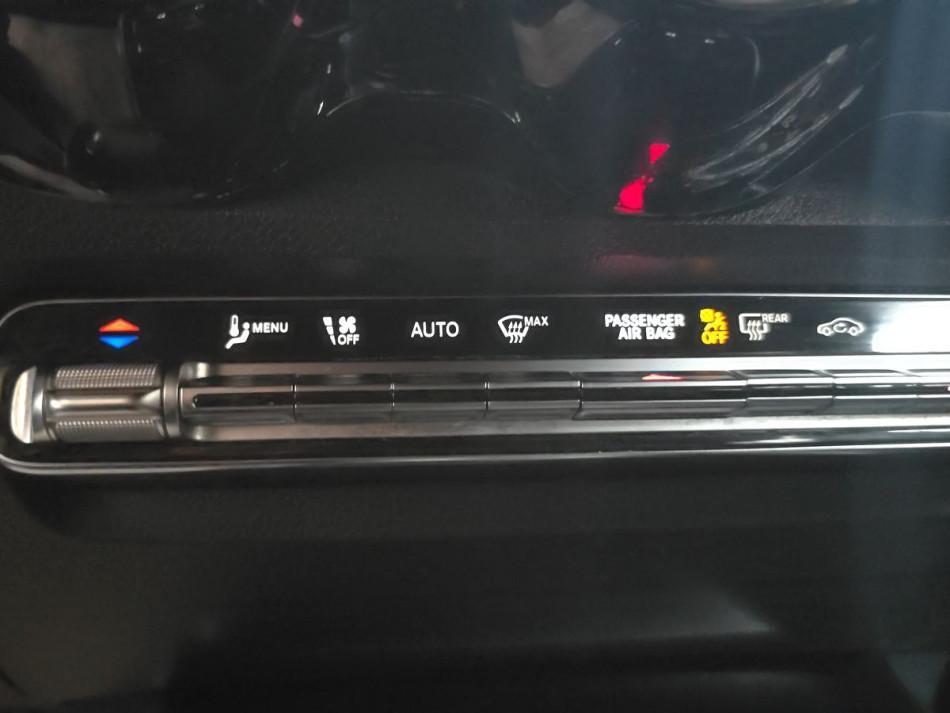 MENU
OFF
AUTO
MAX
PASSENGER
AIR BAG
OFF
REAR